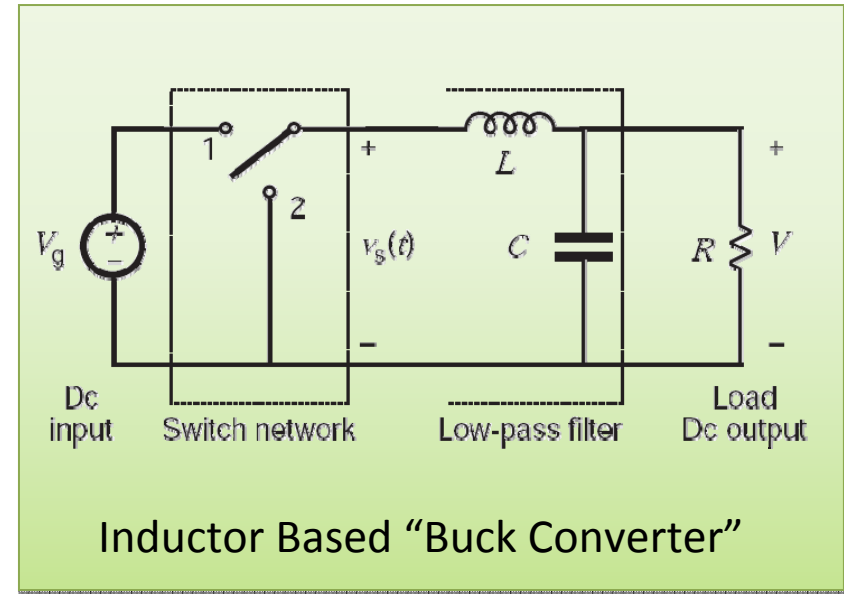 1
2
+
-
V_g
+
v_s(t)
-
L
C
R
+
V
-
Dc
input
Switch network
Low-pass filter
Load
Dc output
Inductor Based “Buck Converter”